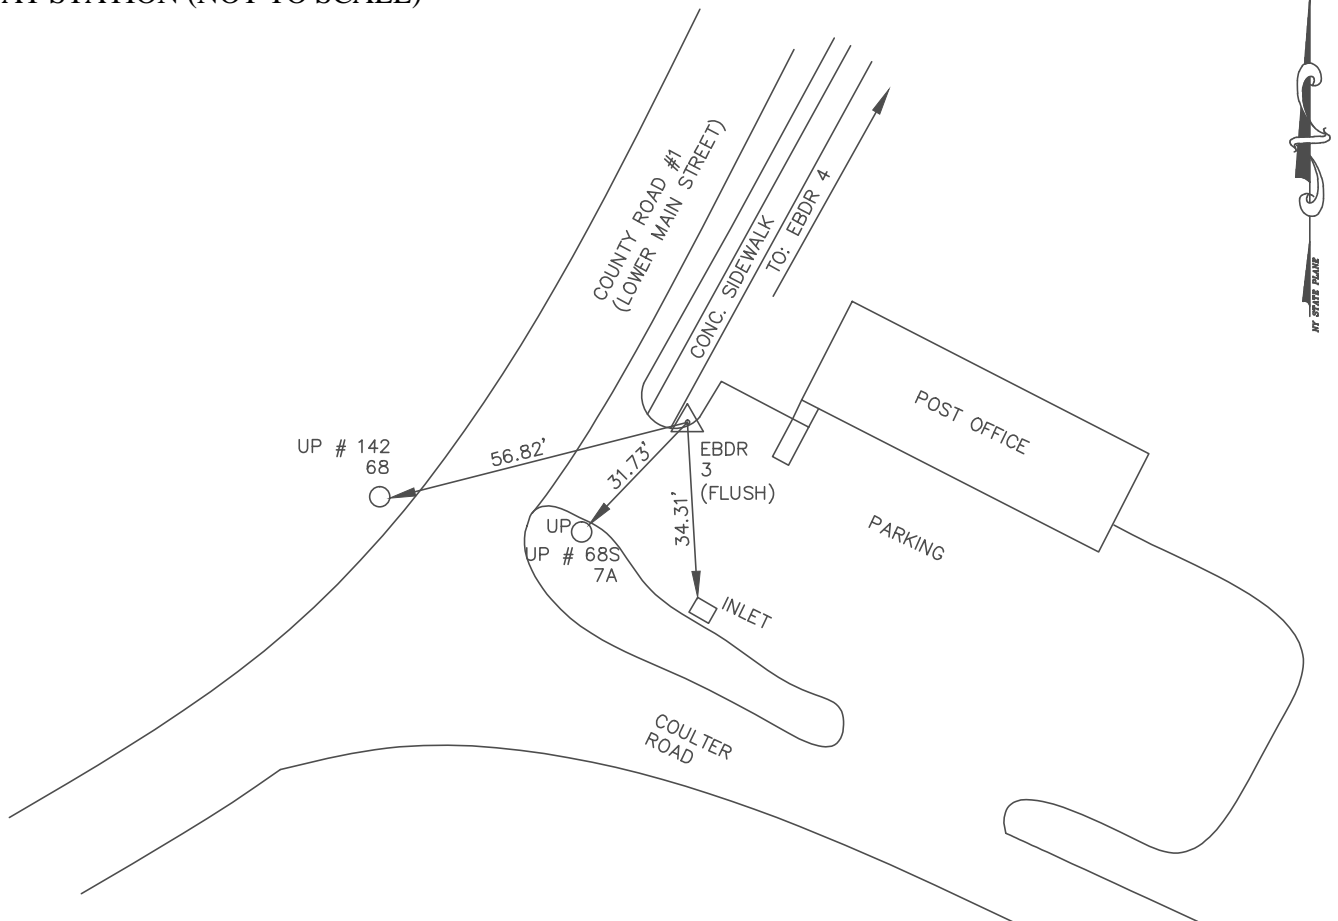 AT STATION (NOT TO SCALE)
COUNTY ROAD #1
(LOWER MAIN STREET)
CONC. SIDEWALK
TO: EBDR 4
NY STATE PLANE
POST OFFICE
UP # 142
68
56.82'
31.73'
34.31'
EBDR
3
(FLUSH)
PARKING
UP
UP # 68S
7A
INLET
COULTER
ROAD